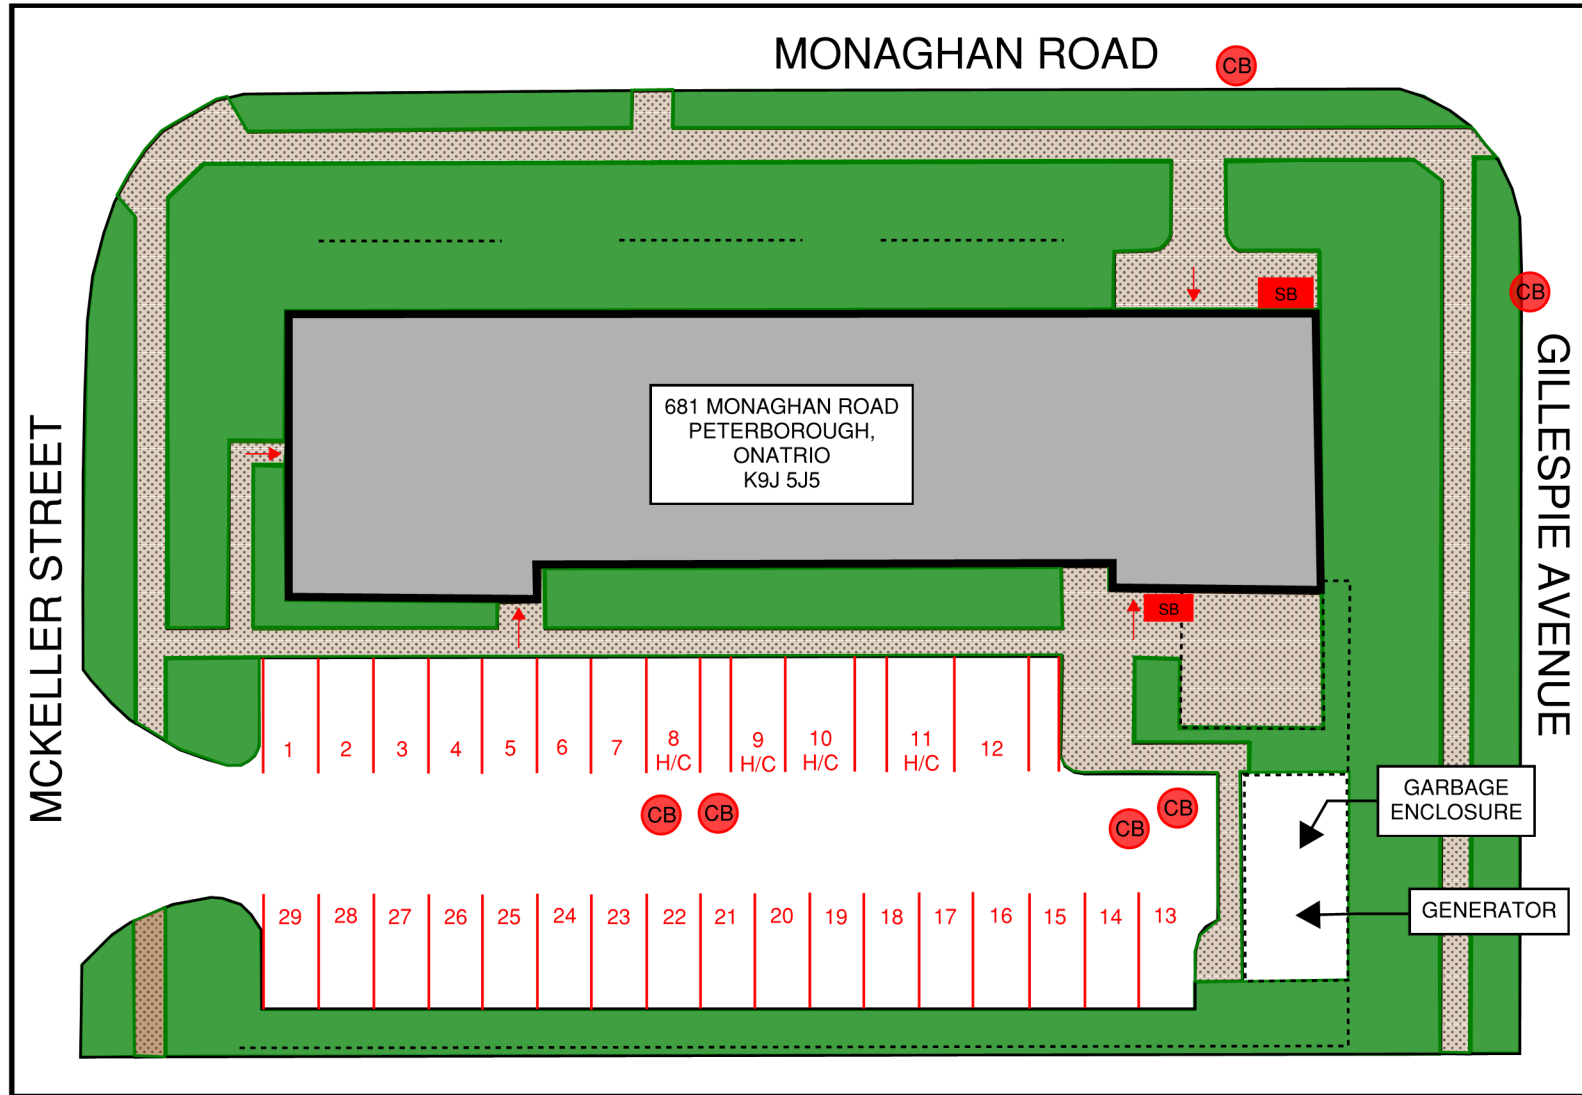 MONAGHAN ROAD
CB
CB
SB
681 MONAGHAN ROAD
PETERBOROUGH,
ONATRIO
K9J 5J5
MCKELLER STREET
GILLESPIE AVENUE
SB
1
2
3
4
5
6
7
8
H/C
9
H/C
10
H/C
11
H/C
12
CB
CB
CB
CB
GARBAGE
ENCLOSURE
GENERATOR
29
28
27
26
25
24
23
22
21
20
19
18
17
16
15
14
13